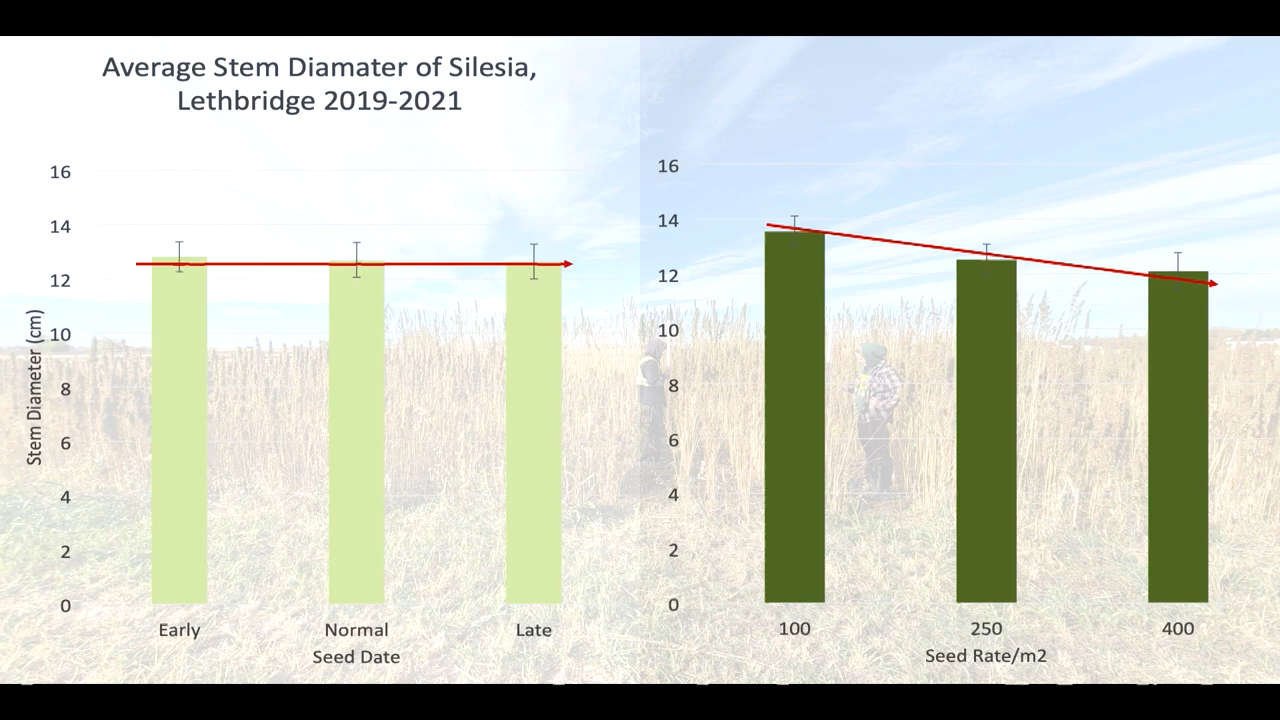 Average Stem Diamater of Silesia,
Lethbridge 2019-2021
Stem Diameter (cm)
16
14
12
10
8
6
4
2
0
Early Normal Late
Seed Date
16
14
12
10
8
6
4
2
0
100 250 400
Seed Rate/m2